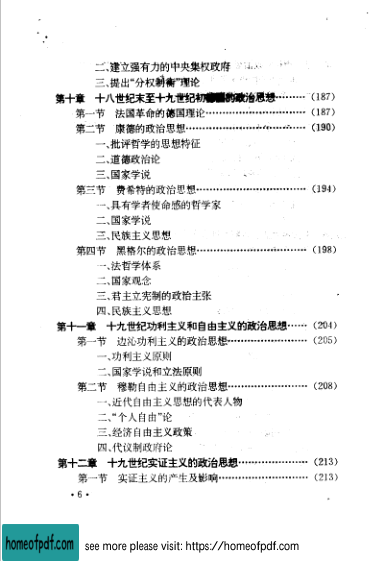 二、建立强有力的中央集权政府
三、提出“分权制衡”理论
第十章 十八世纪末至十九世纪初的政治思想………(187)
第一节 法国革命的德国理论………………(187)
第二节 康德的政治思想…………………(190)
一、批评哲学的思想特征
二、道德政治论
三、国家学说
第三节 费希特的政治思想………………(194)
一、具有学者使命感的哲学家
二、国家学说
三、民族主义思想
第四节 黑格尔的政治思想………………(198)
一、法哲学体系
二、国家观念
三、君主立宪制的政治主张
四、民族主义思想
第十一章 十九世纪功利主义和自由主义的政治思想……(204)
第一节 边沁功利主义的政治思想…………(205)
一、功利主义原则
二、国家学说和立法原则
第二节 穆勒自由主义的政治思想…………(208)
一、近代自由主义思想的代表人物
二、“个人自由”论
三、经济自由主义政策
四、代议制政府论
第十二章 十九世纪实证主义的政治思想…………(213)
第一节 实证主义的产生及影响……………(213)
·6·
homeofpdf.com see more please visit: https://homeofpdf.com